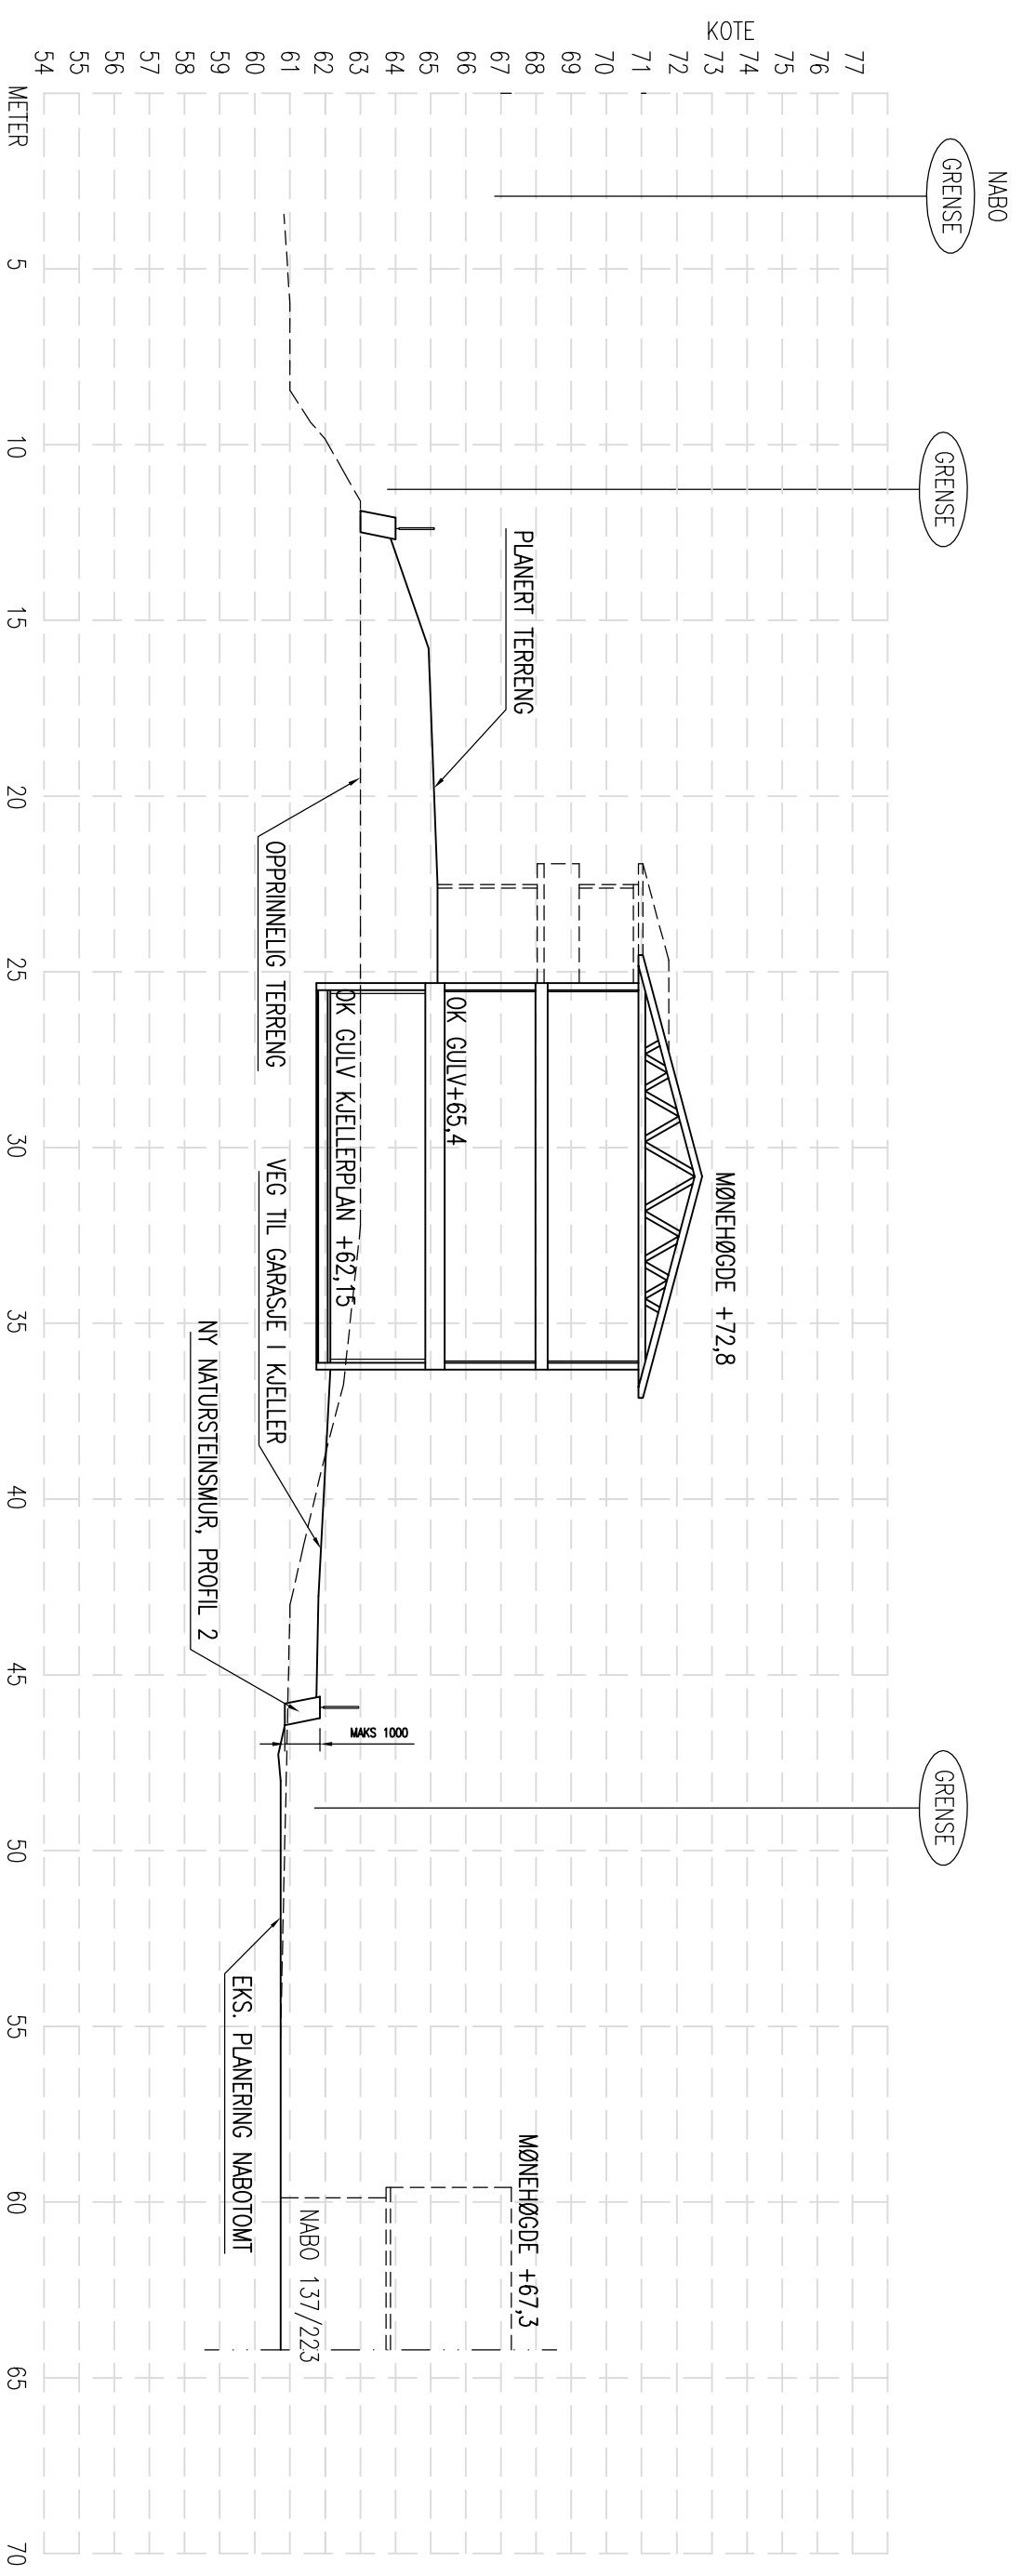 NABO
GRENSE
GRENSE
GRENSE
KOTE
77
76
75
74
73
72
71
70
69
68
67
66
65
64
63
62
61
60
59
58
57
56
55
54
MØNEHØGDE +72,8
MØNEHØGDE +67,3
PLANERT TERRENG
OK GULV+65,4
OK GULV KJELLERPLAN +62,15
MAKS 1000
NABO 137/223
OPPRINNELIG TERRENG
VEG TIL GARASJE I KJELLER
EKS. PLANERING NABOTOMT
NY NATURSTEINSMUR, PROFIL 2
METER
5
10
15
20
25
30
35
40
45
50
55
60
65
70